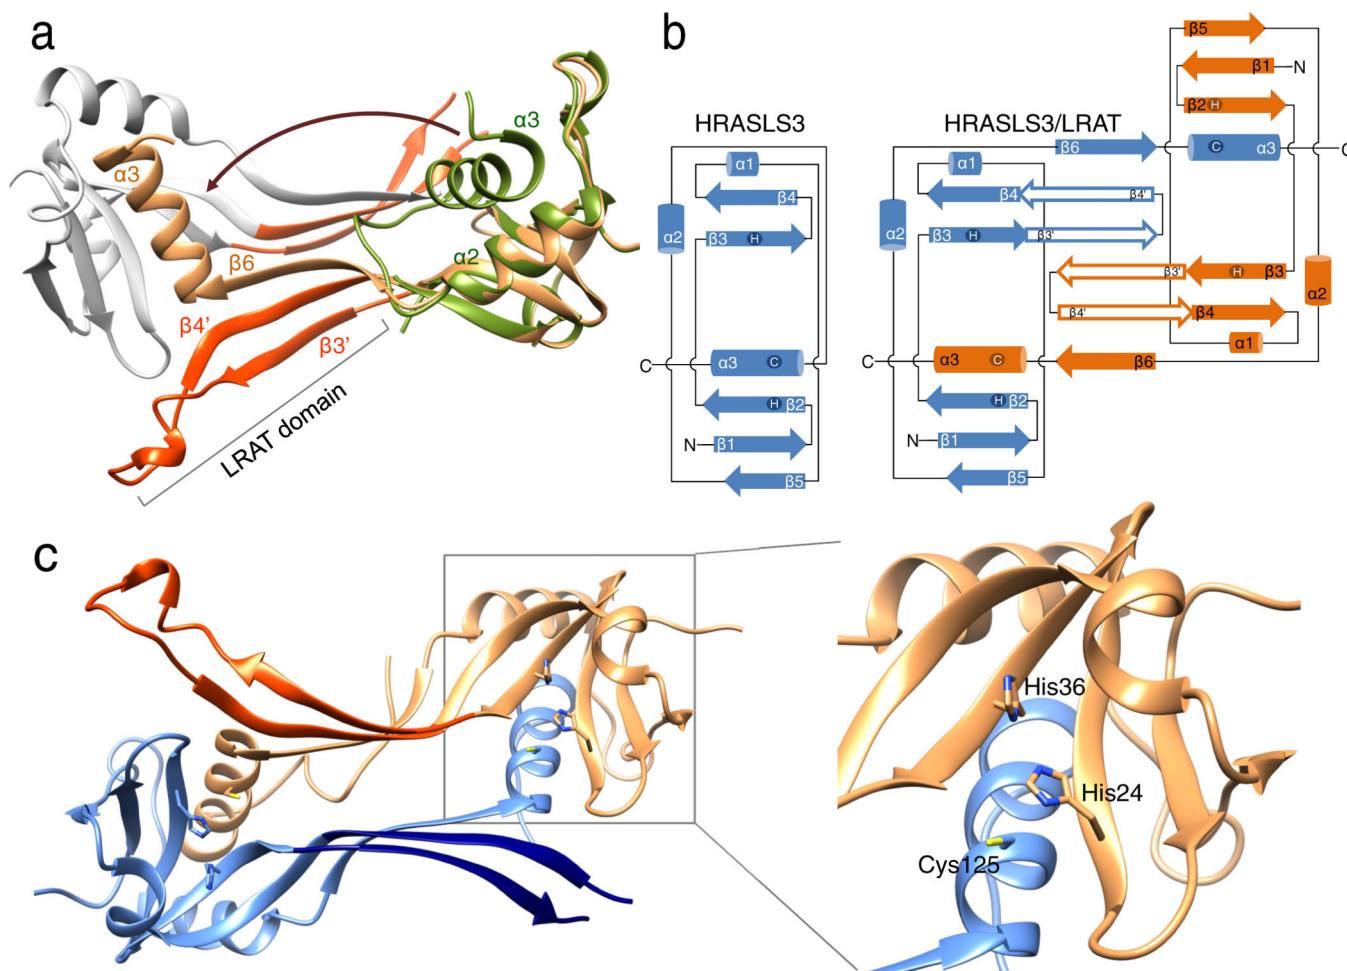 a
α3
α3
α2
β6
β4'
β3'
LRAT domain
b
HRASLS3
α1
β4
α2
β3 H
C
α3 C
H β2
N β1
β5
HRASLS3/LRAT
β5
β1 N
β2 H
β6
C α3 C
α1
β4 β4'
α2
β3 H β3'
β3' H β3
α2
β4' β4
α1
C α3 C β6
H β2
N β1
β5
c
His36
His24
Cys125